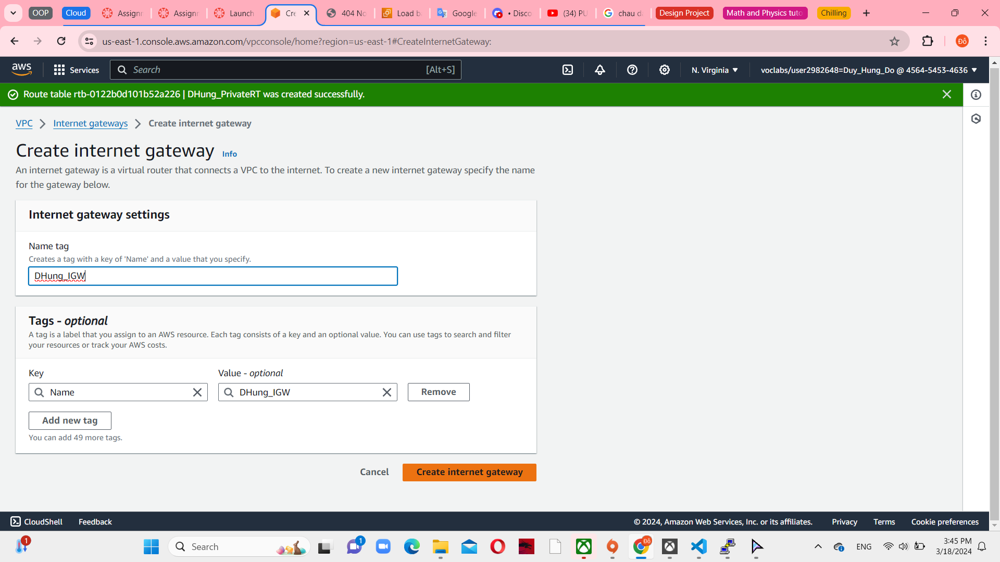 OOP
Cloud
Assignn
Assignn
Launch
Cre
404 No
Load ba
Google
• Disco
(34) PU
chau da
Design Project
Math and Physics tuto
Chilling
us-east-1.console.aws.amazon.com/vpcconsole/home?region=us-east-1#CreateInternetGateway:
Đỗ
aws
Services
Search
[Alt+S]
N. Virginia
voclabs/user2982648=Duy_Hung_Do @ 4564-5453-4636
Route table rtb-0122b0d101b52a226 | DHung_PrivateRT was created successfully.
VPC
Internet gateways
Create internet gateway
Create internet gateway Info
An internet gateway is a virtual router that connects a VPC to the internet. To create a new internet gateway specify the name
for the gateway below.
Internet gateway settings
Name tag
Creates a tag with a key of 'Name' and a value that you specify.
DHung_IGW
Tags - optional
A tag is a label that you assign to an AWS resource. Each tag consists of a key and an optional value. You can use tags to search and filter
your resources or track your AWS costs.
Key
Value - optional
Name
DHung_IGW
Remove
Add new tag
You can add 49 more tags.
Cancel
Create internet gateway
CloudShell
Feedback
© 2024, Amazon Web Services, Inc. or its affiliates.
Privacy
Terms
Cookie preferences
1
Search
1
Đỗ
ENG
3:45 PM
3/18/2024